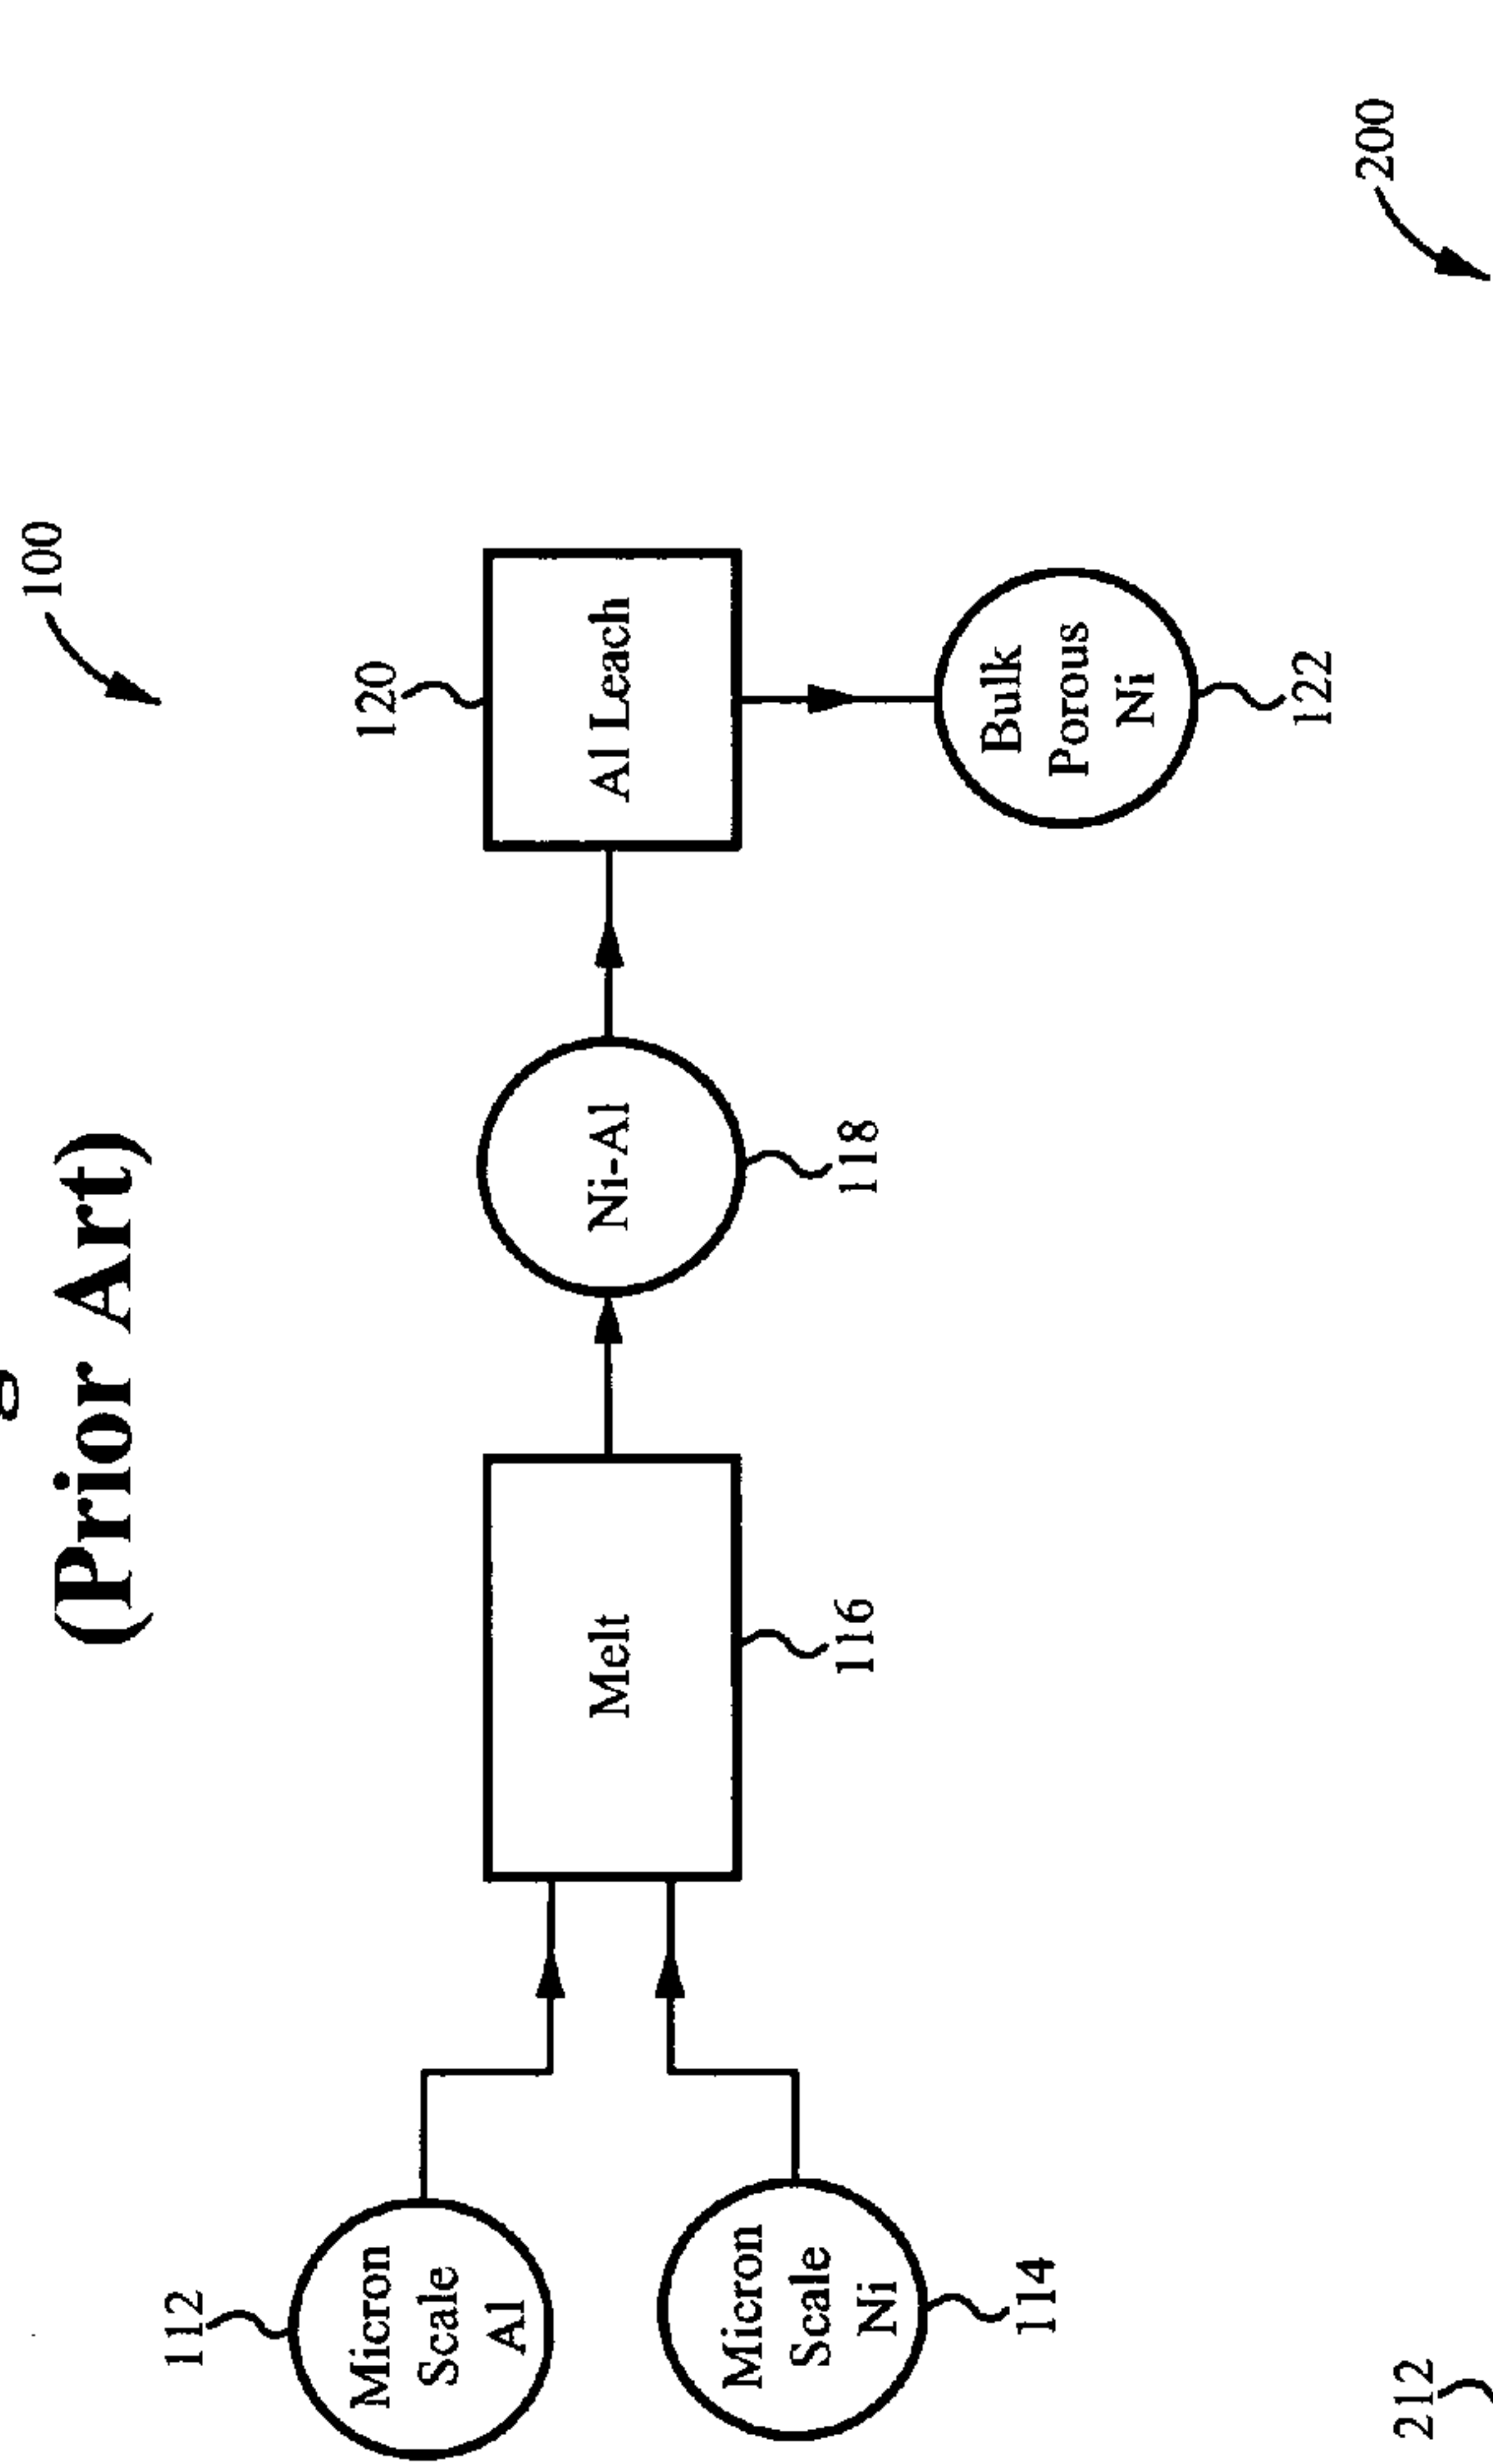 (Prior Art)
100
112
Micron
Scale
Al
Micron
Scale
Ni
114
Melt
116
Ni-Al
118
120
Al Leach
Bulk
Porous
Ni
122
200
212